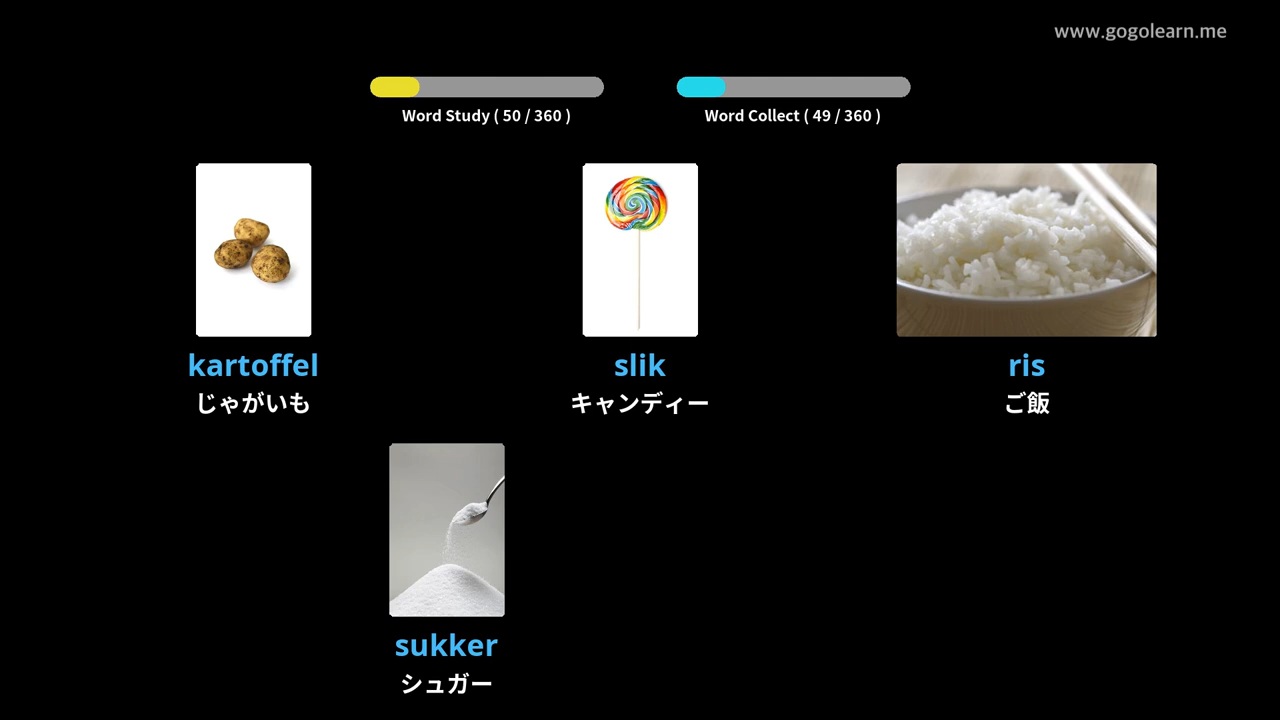 www.gogolearn.me
Word Study ( 50 / 360 )
Word Collect ( 49 / 360 )
kartoffel
じゃがいも
slik
キャンディー
ris
ご飯
sukker
シュガー